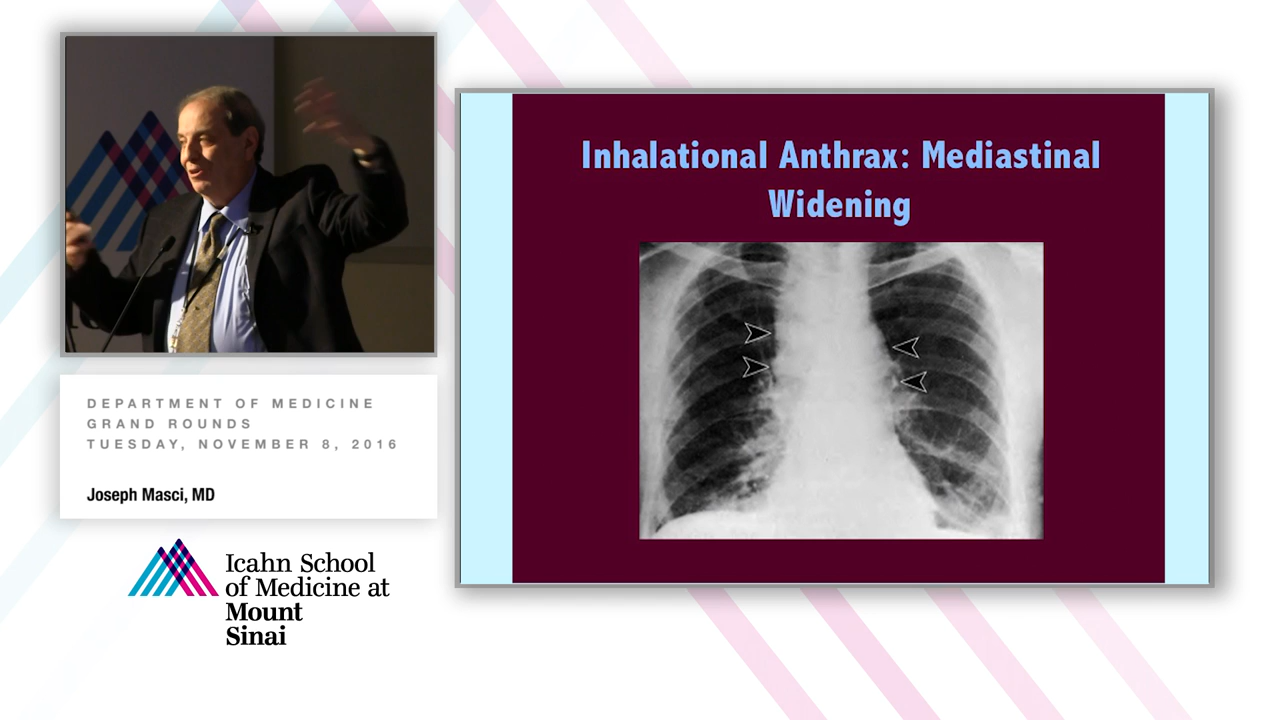 DEPARTMENT OF MEDICINE
GRAND ROUNDS
TUESDAY, NOVEMBER 8, 2016
Joseph Masci, MD
Icahn School
of Medicine at
Mount
Sinai
Inhalational Anthrax: Mediastinal
Widening